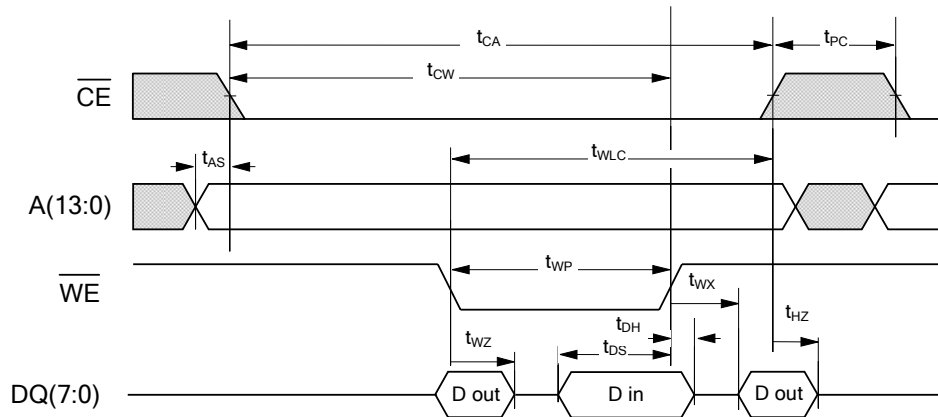 tCA
tPC
tCW
CE
tWLC
tAS
A(13:0)
tWP
WE
tWX
tDH
tHZ
tWZ
tDS
DQ(7:0)
D out
D in
D out